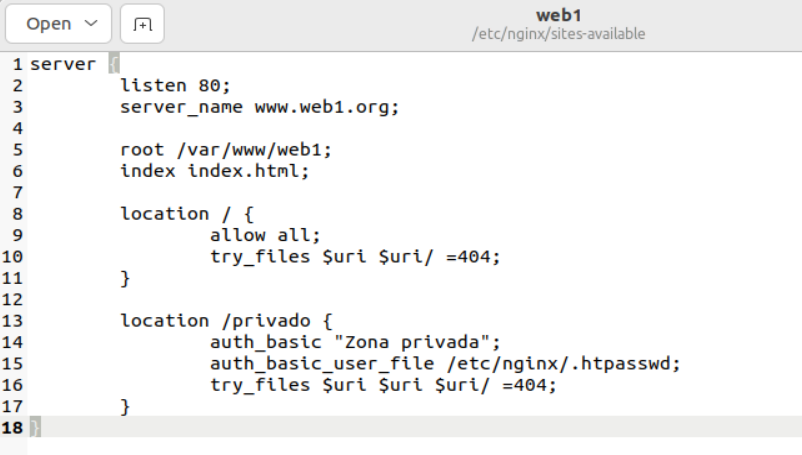 Open
web1
/etc/nginx/sites-available
1 server {
2 listen 80;
3 server_name www.web1.org;
4
5 root /var/www/web1;
6 index index.html;
7
8 location / {
9 allow all;
10 try_files $uri $uri/ =404;
11 }
12
13 location /privado {
14 auth_basic "Zona privada";
15 auth_basic_user_file /etc/nginx/.htpasswd;
16 try_files $uri $uri $uri/ =404;
17 }
18 }